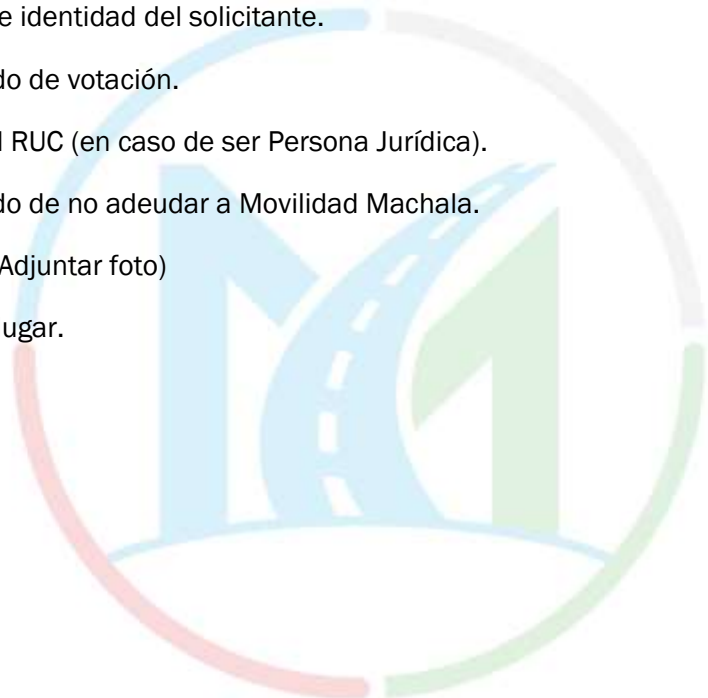 e identidad del solicitante.
do de votación.
l RUC (en caso de ser Persona Jurídica).
do de no adeudar a Movilidad Machala.
Adjuntar foto)
ugar.